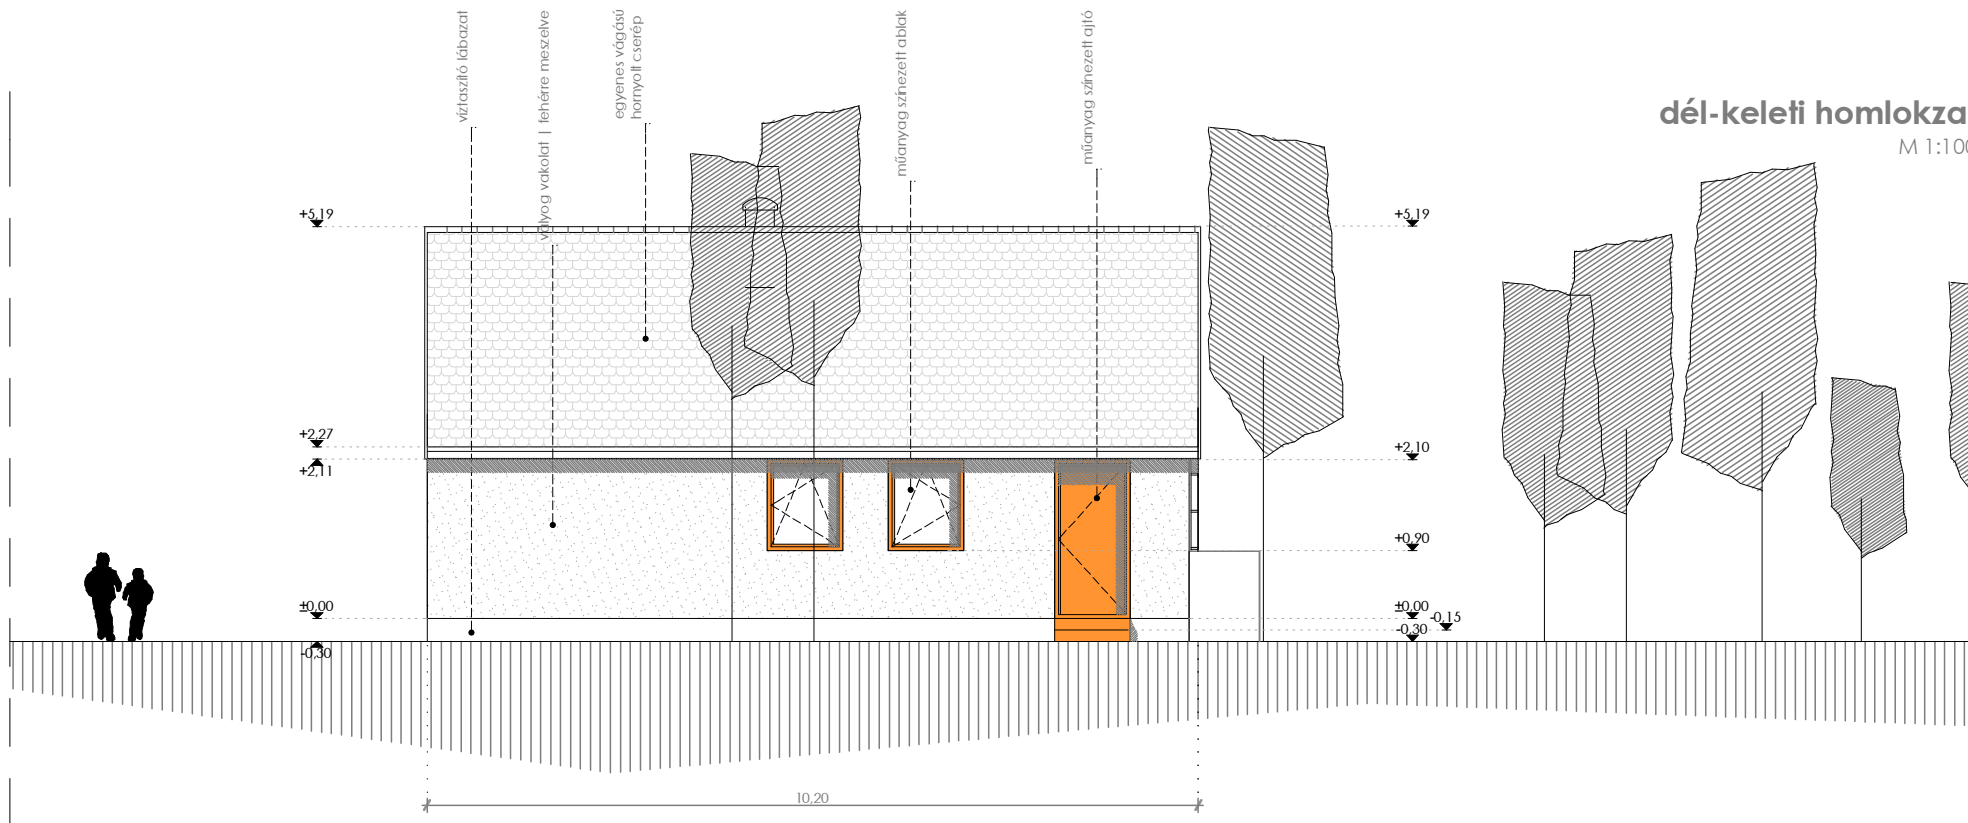 víztaszító lábazat
vályog vakolat | fehérre meszelve
egyenes vágású
hornyolt cserép
műanyag színezett ablak
műanyag színezett ajtó
dél-keleti homlokza
M 1:100
+5,19
+5,19
+2,27
+2,11
+2,10
+0,90
±0,00
±0,00
-0,15
-0,30
-0,30
10,20